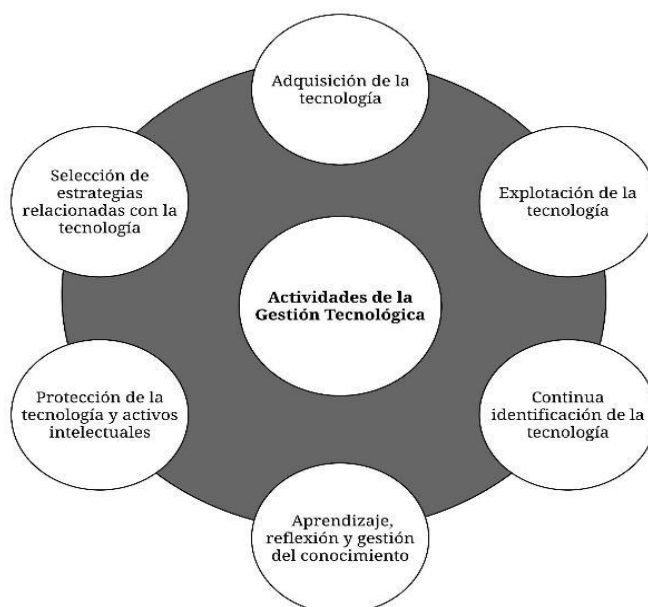 Adquisición de la
tecnología
Selección de
estrategias
relacionadas con la
tecnología
Explotación de la
tecnología
Actividades de la
Gestión Tecnológica
Protección de la
tecnología y activos
intelectuales
Continua
identificación de la
tecnología
Aprendizaje,
reflexión y gestión
del conocimiento